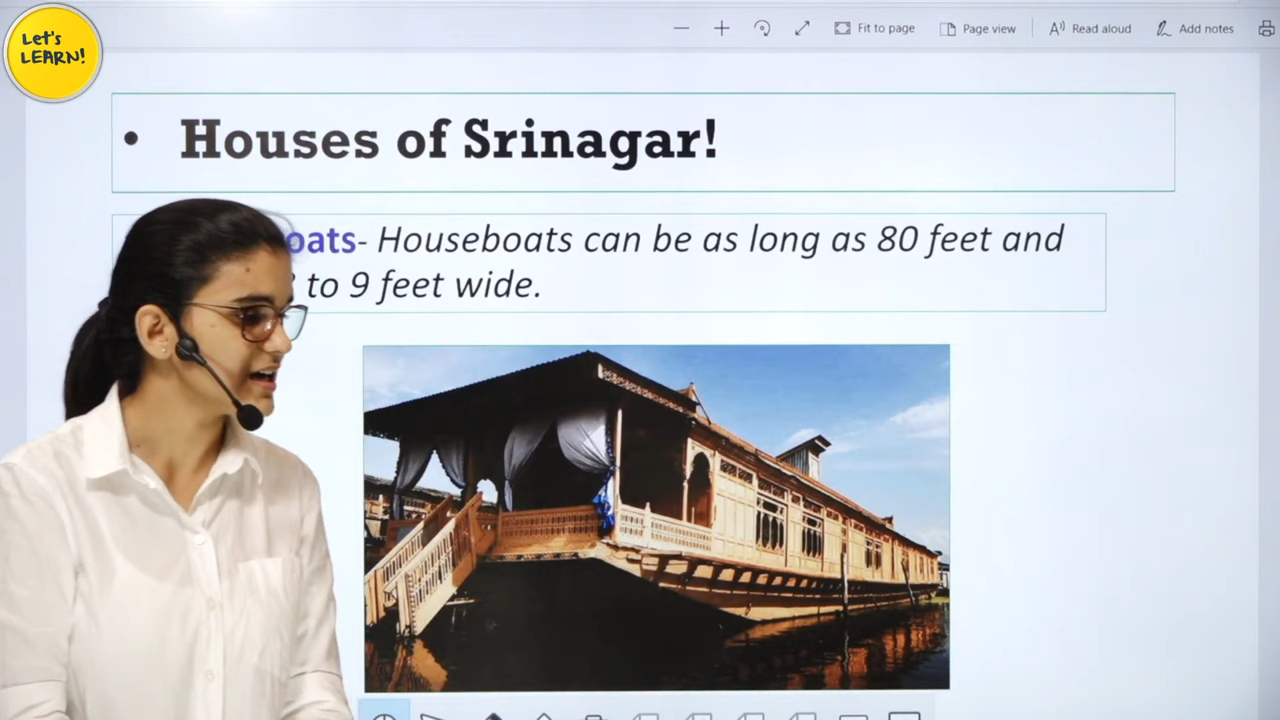 Let's
LEARN!
Fit to page
Page view
Read aloud
Add notes
• Houses of Srinagar!
oats- Houseboats can be as long as 80 feet and
to 9 feet wide.